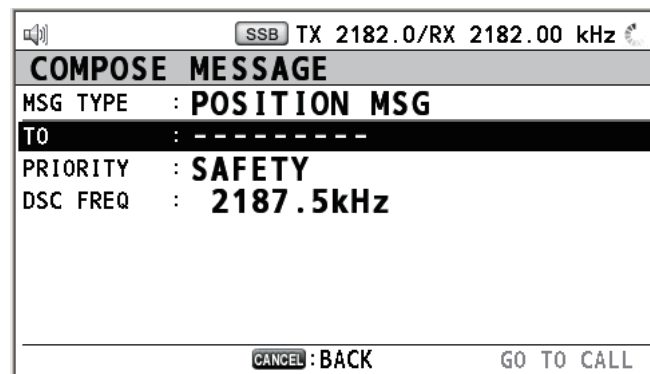 SSB TX 2182.0/RX 2182.00 kHz
COMPOSE MESSAGE
MSG TYPE : POSITION MSG
TO : ---------
PRIORITY : SAFETY
DSC FREQ : 2187.5kHz
CANCEL : BACK GO TO CALL